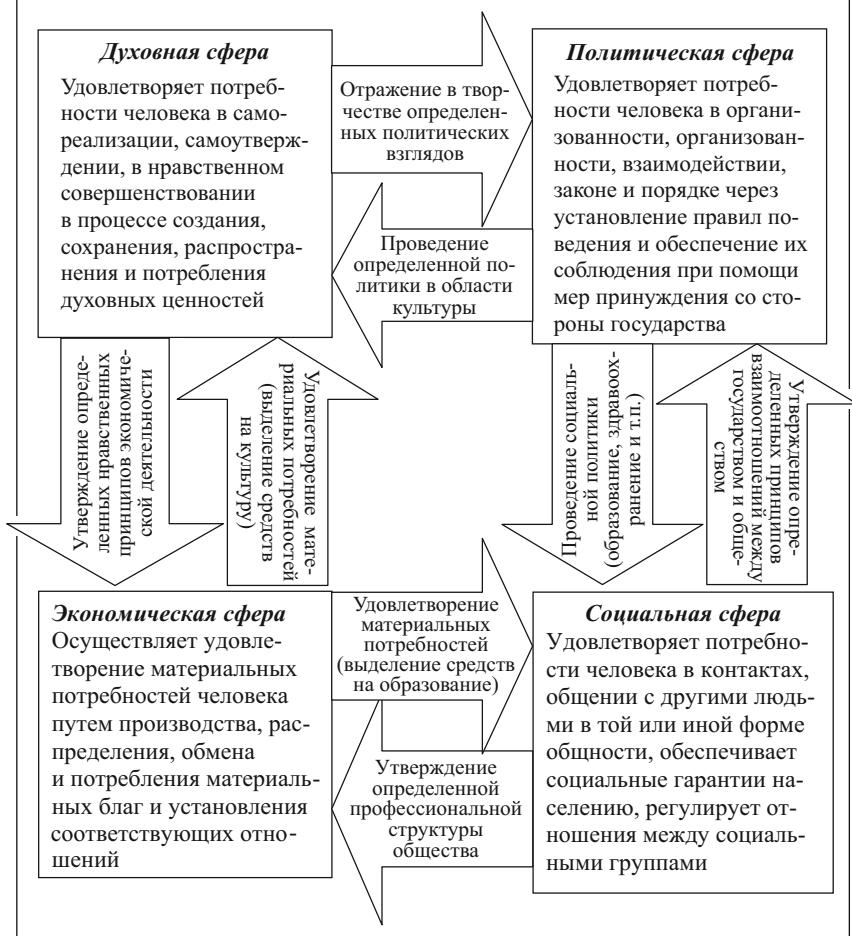 Духовная сфера
Удовлетворяет потреб-
ности человека в само-
реализации, самоутверж-
дении, в нравственном
совершенствовании
в процессе создания,
сохранения, распростра-
нения и потребления
духовных ценностей
Отражение в твор-
честве определен-
ных политических
взглядов
Проведение
определенной по-
литики в области
культуры
Политическая сфера
Удовлетворяет потреб-
ности человека в органи-
зованности, организован-
ности, взаимодействии,
законе и порядке через
установление правил по-
ведения и обеспечение их
соблюдения при помощи
мер принуждения со сто-
роны государства
Утверждение опреде-
ленных нравственных
принципов экономиче-
ской деятельности
Удовлетворение мате-
риальных потребностей
(выделение средств
на культуру)
Проведение социаль-
ной политики
(образование, здравоох-
ранение и т.п.)
Утверждение опре-
деленных принципов
взаимоотношений между
государством и обще-
ством
Экономическая сфера
Осуществляет удовле-
творение материальных
потребностей человека
путем производства, рас-
пределения, обмена
и потребления материаль-
ных благ и установления
соответствующих отно-
шений
Удовлетворение
материальных
потребностей
(выделение средств
на образование)
Утверждение
определенной
профессиональной
структуры
общества
Социальная сфера
Удовлетворяет потребно-
сти человека в контактах,
общении с другими людь-
ми в той или иной форме
общности, обеспечивает
социальные гарантии на-
селению, регулирует от-
ношения между социаль-
ными группами